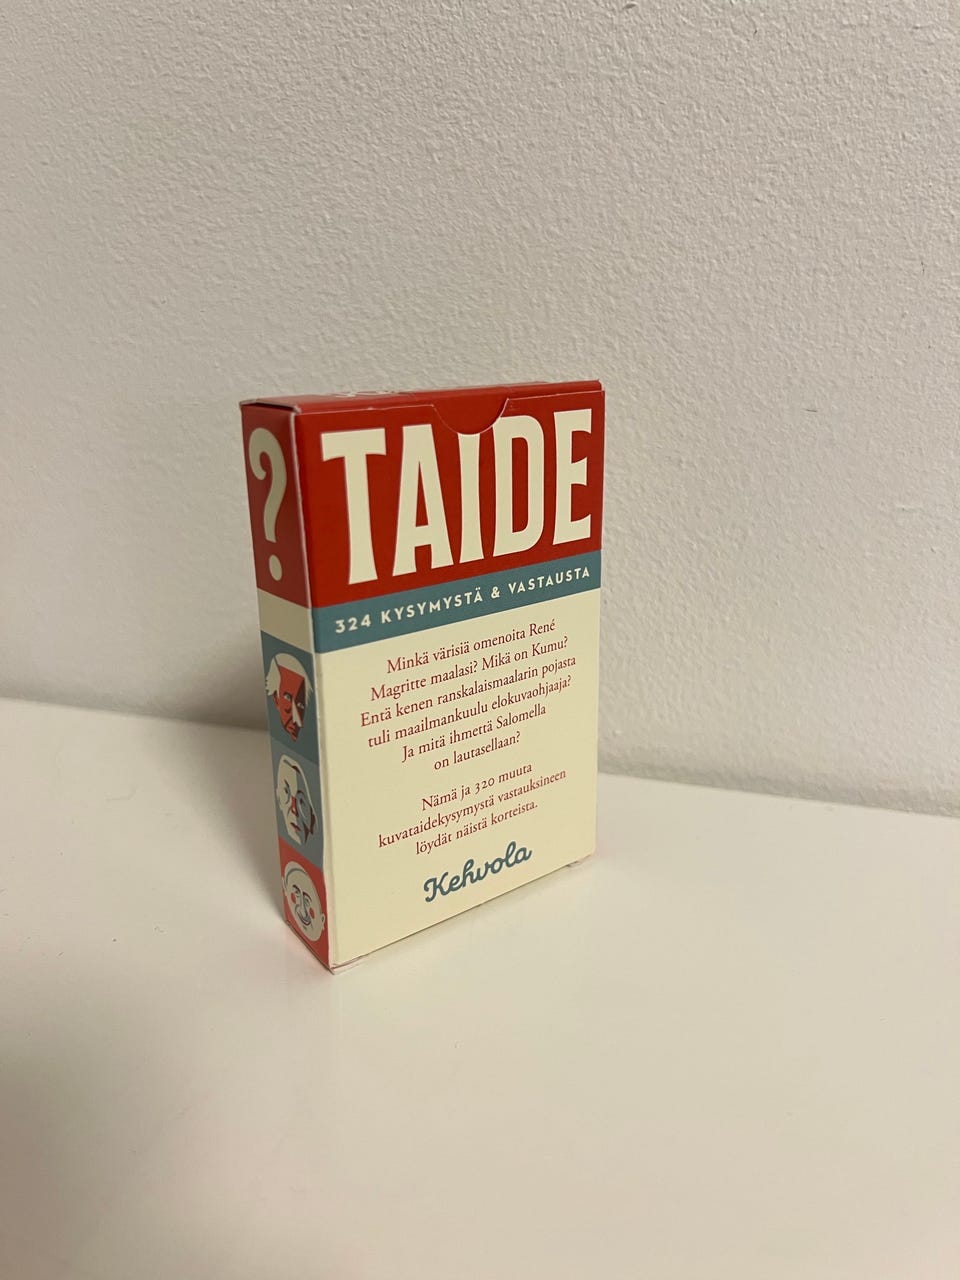 ?
TAIDE
324 KYSYMYSTÄ & VASTAUSTA
Minkä värisiä omenoita René
Magritte maalasi? Mikä on Kumu?
Entä kenen ranskalaismaalarin pojasta
tuli maailmankuulu elokuvaohjaaja?
Ja mitä ihmettä Salomella
on lautasellaan?
Nämä ja 320 muuta
kuvataidekysymystä vastauksineen
löydät näistä korteista.
Kehvola